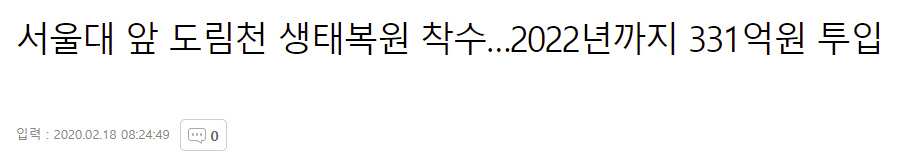 서울대 앞 도림천 생태복원 착수…2022년까지 331억원 투입
입력 : 2020.02.18 08:24:49 0